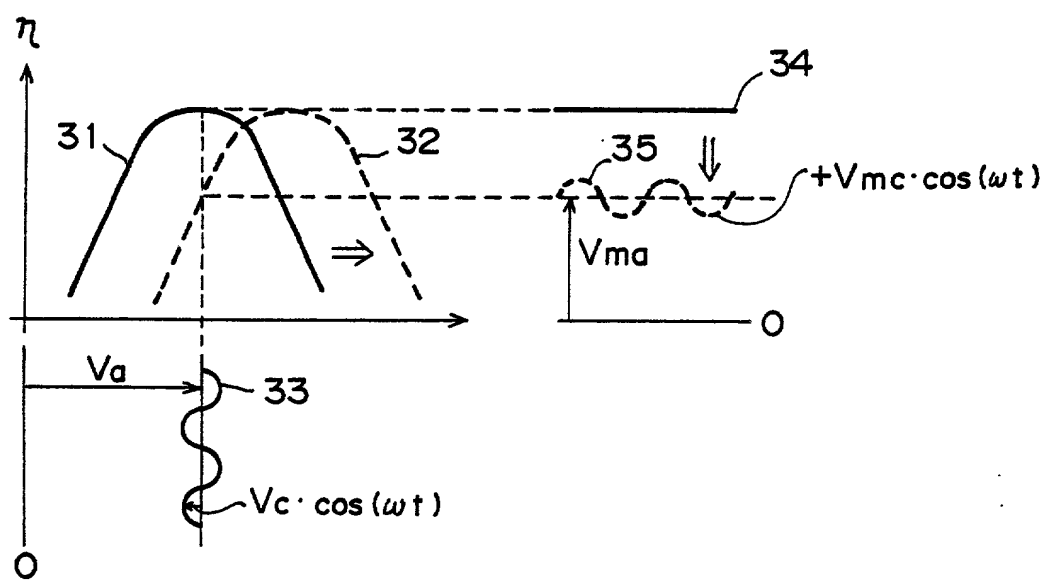 η
34
31
32
35
+Vmc·cos(ωt)
Vma
0
Va
33
Vc·cos(ωt)
0